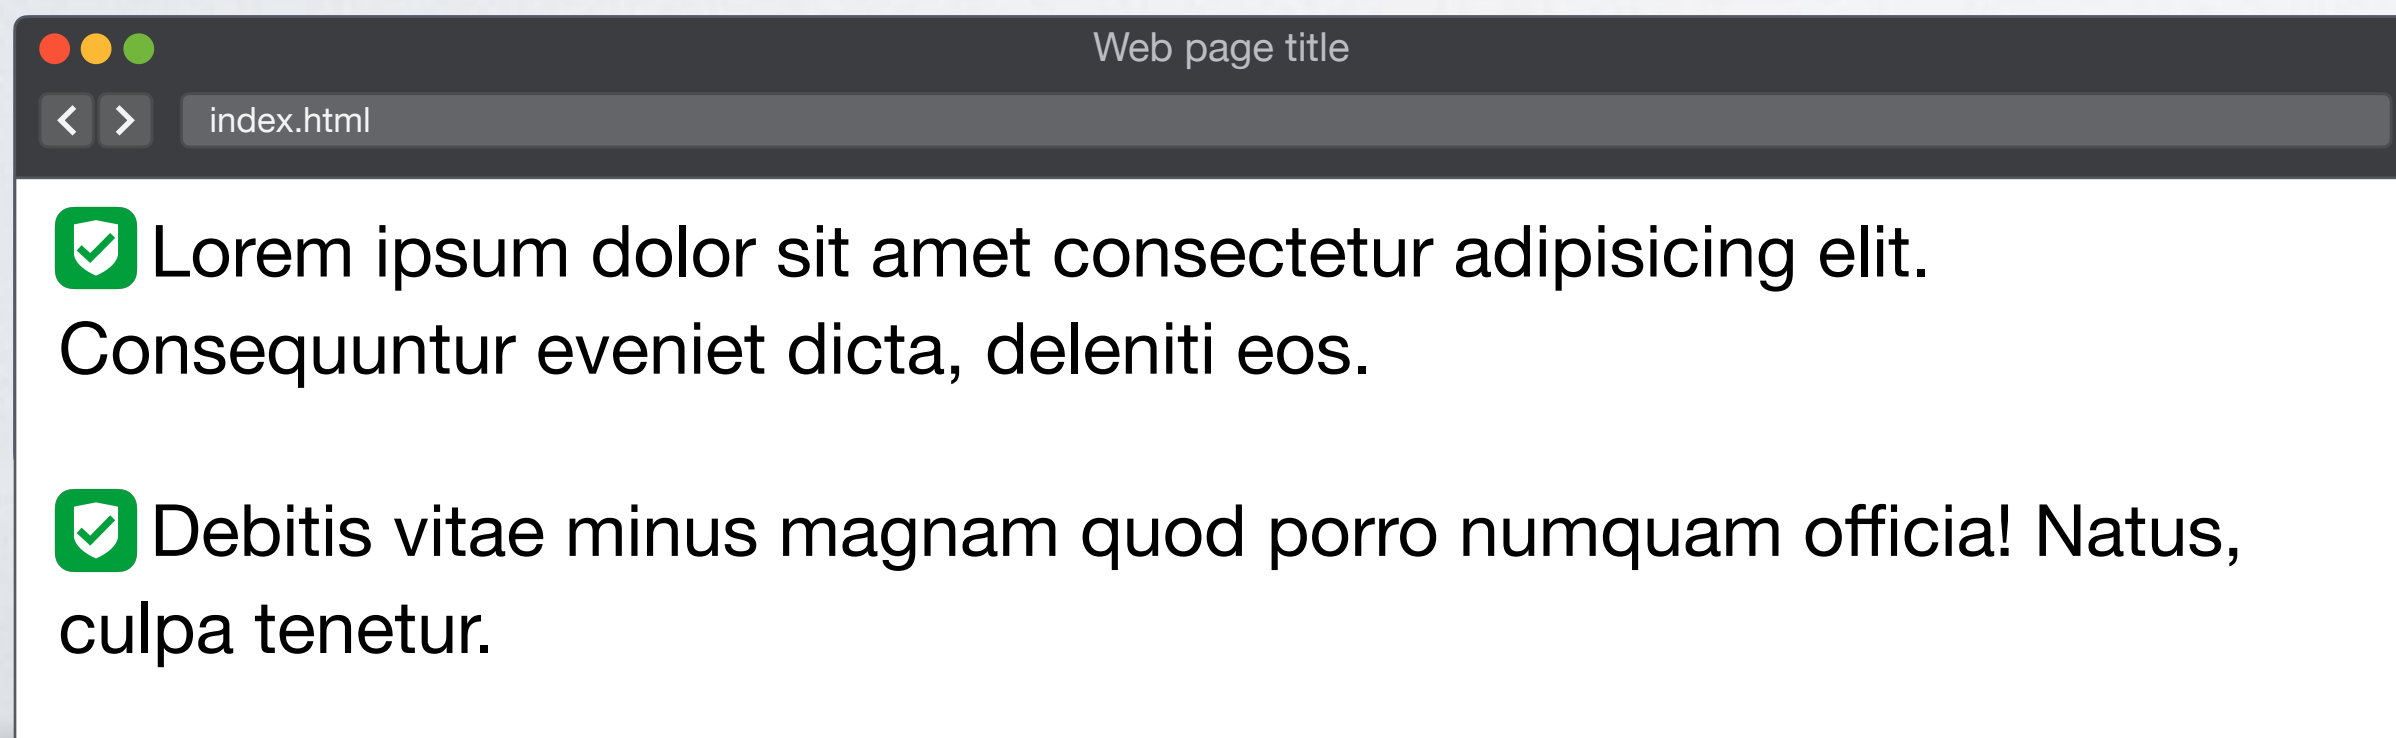 Web page title
index.html
Lorem ipsum dolor sit amet consectetur adipisicing elit.
Consequuntur eveniet dicta, deleniti eos.
Debitis vitae minus magnam quod porro numquam officia! Natus,
culpa tenetur.